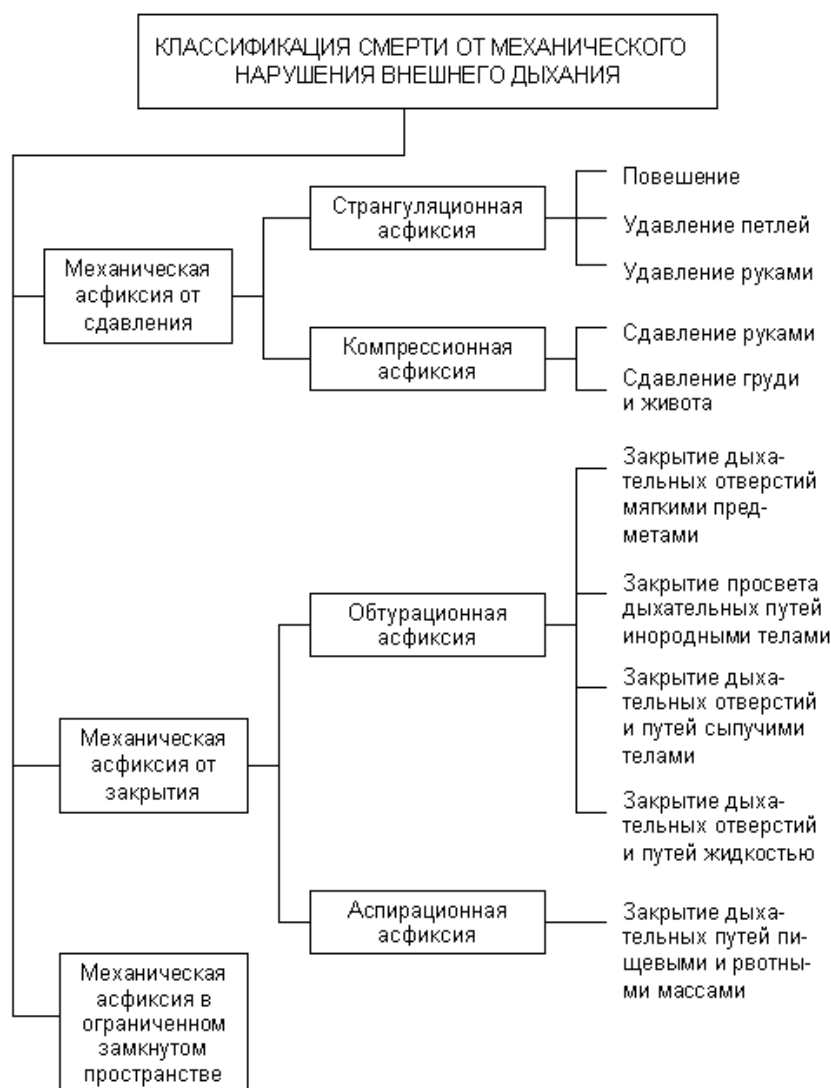 КЛАССИФИКАЦИЯ СМЕРТИ ОТ МЕХАНИЧЕСКОГО
НАРУШЕНИЯ ВНЕШНЕГО ДЫХАНИЯ
Механическая
асфиксия от
сдавления
Странгуляционная
асфиксия
Повешение
Удавление петлей
Удавление руками
Компрессионная
асфиксия
Сдавление руками
Сдавление груди
и живота
Механическая
асфиксия от
закрытия
Обтурационная
асфиксия
Закрытие дыха-
тельных отверстий
мягкими пред-
метами
Закрытие просвета
дыхательных путей
инородными телами
Закрытие дыха-
тельных отверстий
и путей сыпучими
телами
Закрытие дыха-
тельных отверстий
и путей жидкостью
Аспирационная
асфиксия
Закрытие дыха-
тельных путей пи-
щевыми и рвотны-
ми массами
Механическая
асфиксия в
ограниченном
замкнутом
пространстве